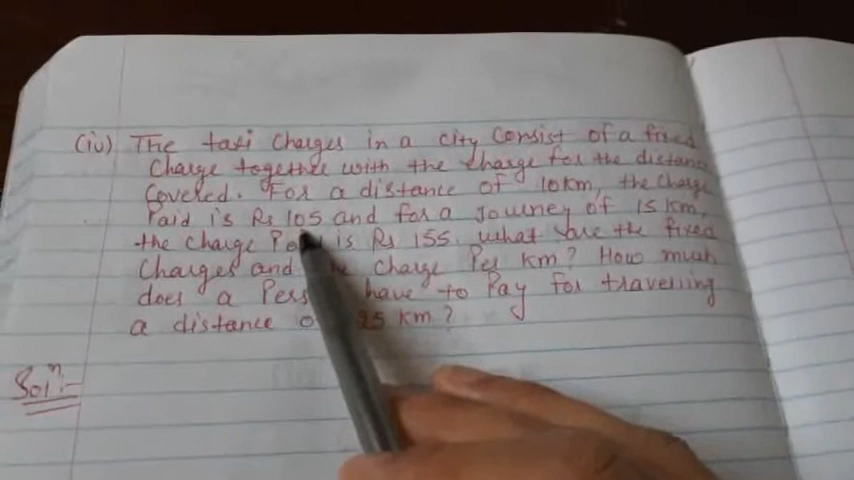 (iv) The taxi charges in a city consist of a fixed
charge together with the charge for the distance
covered. For a distance of 10km, the charge
paid is Rs 105 and for a journey of 15 km,
the charge is Rs 155. what are the fixed
charges and charge per km? How much
does a have to pay for travelling
a distance 25 km?
Solⁿ:-